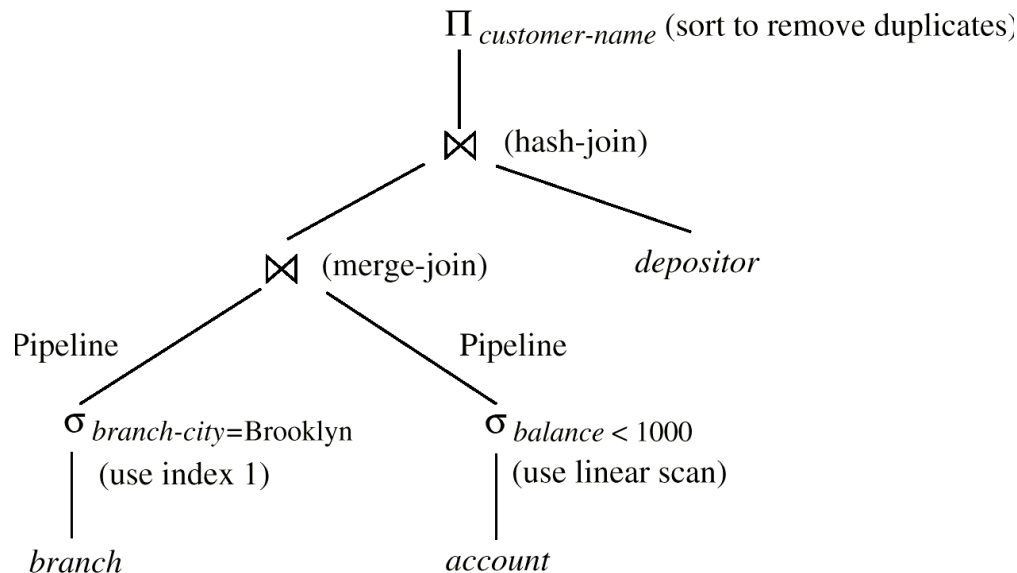 Π customer-name (sort to remove duplicates)
⋈ (hash-join)
⋈ (merge-join)
depositor
Pipeline
Pipeline
σ branch-city=Brooklyn
σ balance < 1000
(use index 1)
(use linear scan)
branch
account